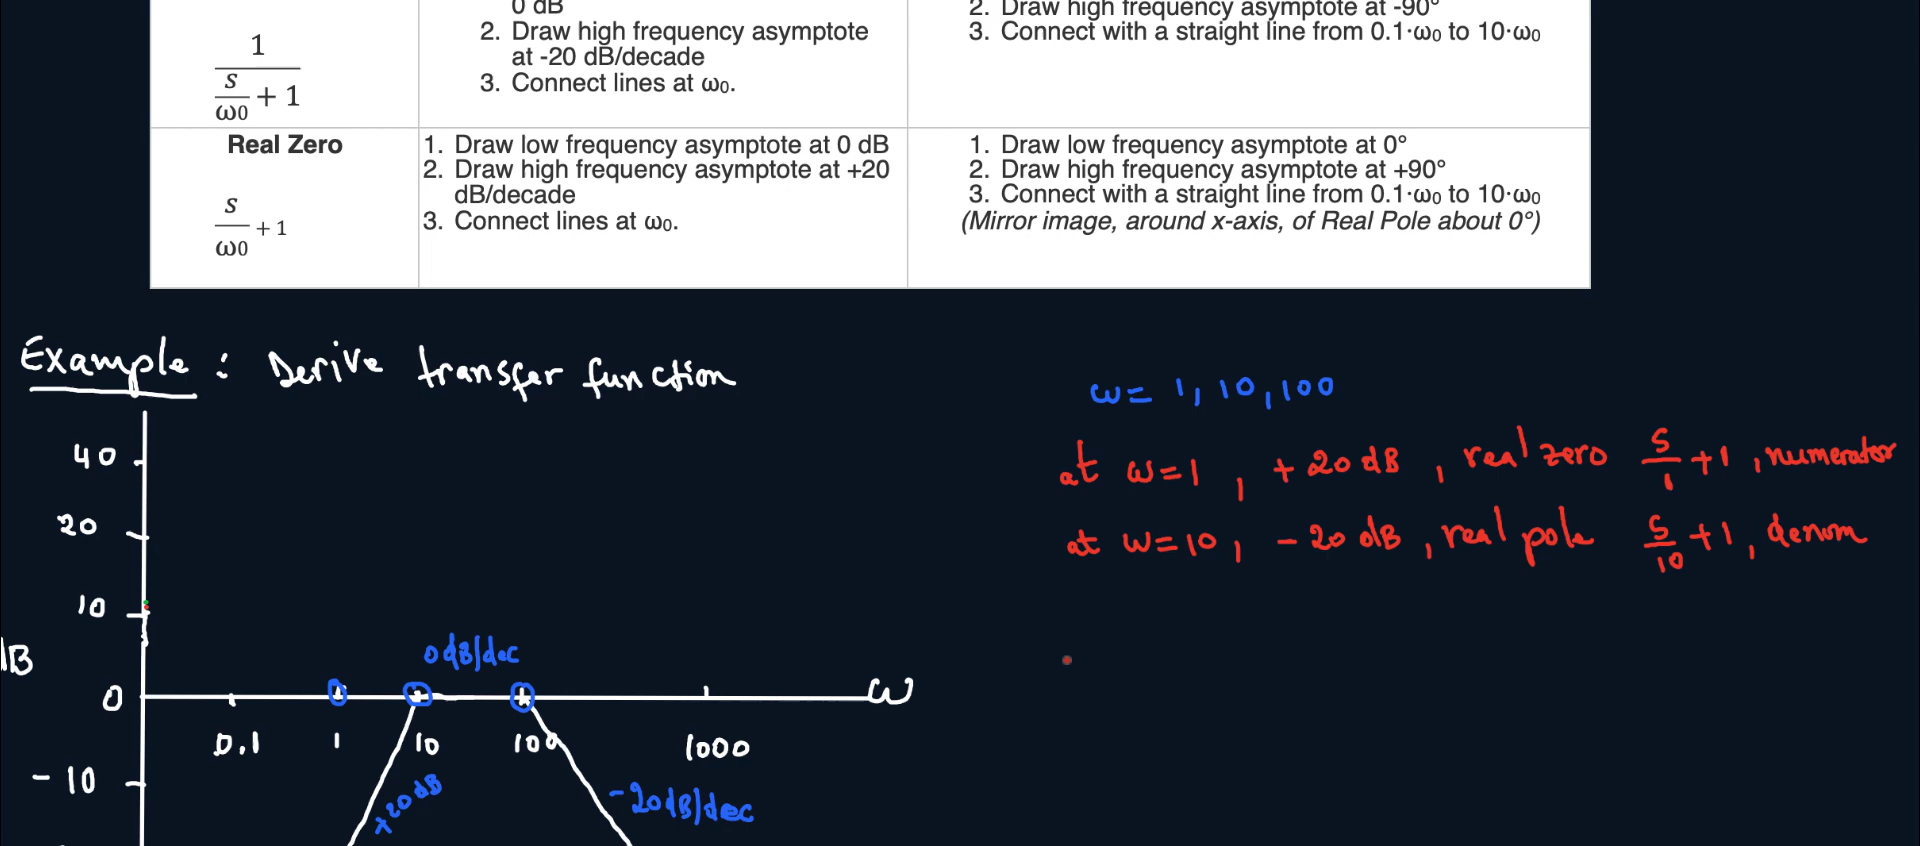 0 dB
2. Draw high frequency asymptote at -20 dB/decade
3. Connect lines at ω0.
2. Draw high frequency asymptote at -90°
3. Connect with a straight line from 0.1·ω0 to 10·ω0
1
s
ω0
+ 1
Real Zero
s
ω0
+ 1
1. Draw low frequency asymptote at 0 dB
2. Draw high frequency asymptote at +20
dB/decade
3. Connect lines at ω0.
1. Draw low frequency asymptote at 0°
2. Draw high frequency asymptote at +90°
3. Connect with a straight line from 0.1·ω0 to 10·ω0
(Mirror image, around x-axis, of Real Pole about 0°)
Example : Derive transfer function
ω = 1, 10, 100
at ω=1, +20 dB, real zero s/1 +1, numerator
at ω=10, -20 dB, real pole s/10 +1, denom
40
20
10
dB
0
-10
0dB/dec
ω
0.1
1
10
100
1000
+20dB
-20dB/dec